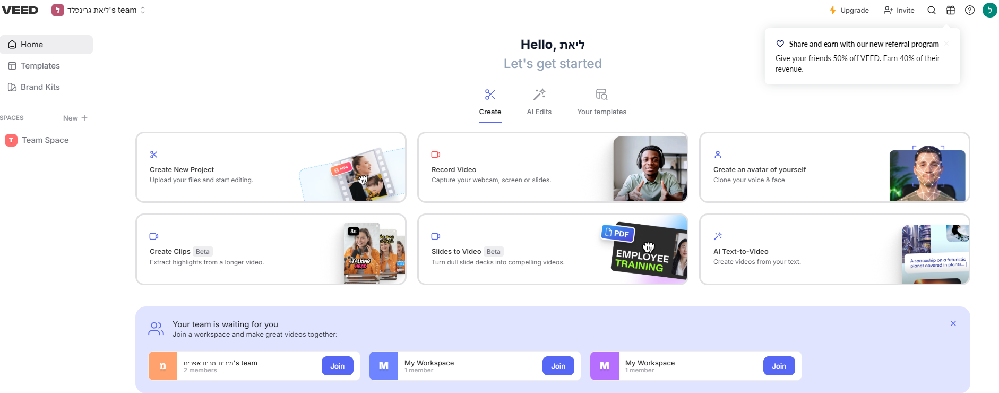 VEED
ל
ליאת גרינפלד's team
Upgrade
Invite
ל
Home
Templates
Brand Kits
SPACES
New +
T
Team Space
Hello, ליאת
Let's get started
Share and earn with our new referral program
Give your friends 50% off VEED. Earn 40% of their
revenue.
Create
AI Edits
Your templates
Create New Project
Upload your files and start editing.
MP4
Record Video
Capture your webcam, screen or slides.
Create an avatar of yourself
Clone your voice & face
Create Clips Beta
Extract highlights from a longer video.
8s
TALKING
HEAD
Slides to Video Beta
Turn dull slide decks into compelling videos.
PDF
EMPLOYEE
TRAINING
AI Text-to-Video
Create videos from your text.
A spaceship on a futuristic
planet covered in plants...
Your team is waiting for you
Join a workspace and make great videos together:
מ
מירית מרים אפרים's team
2 members
Join
M
My Workspace
1 member
Join
M
My Workspace
1 member
Join